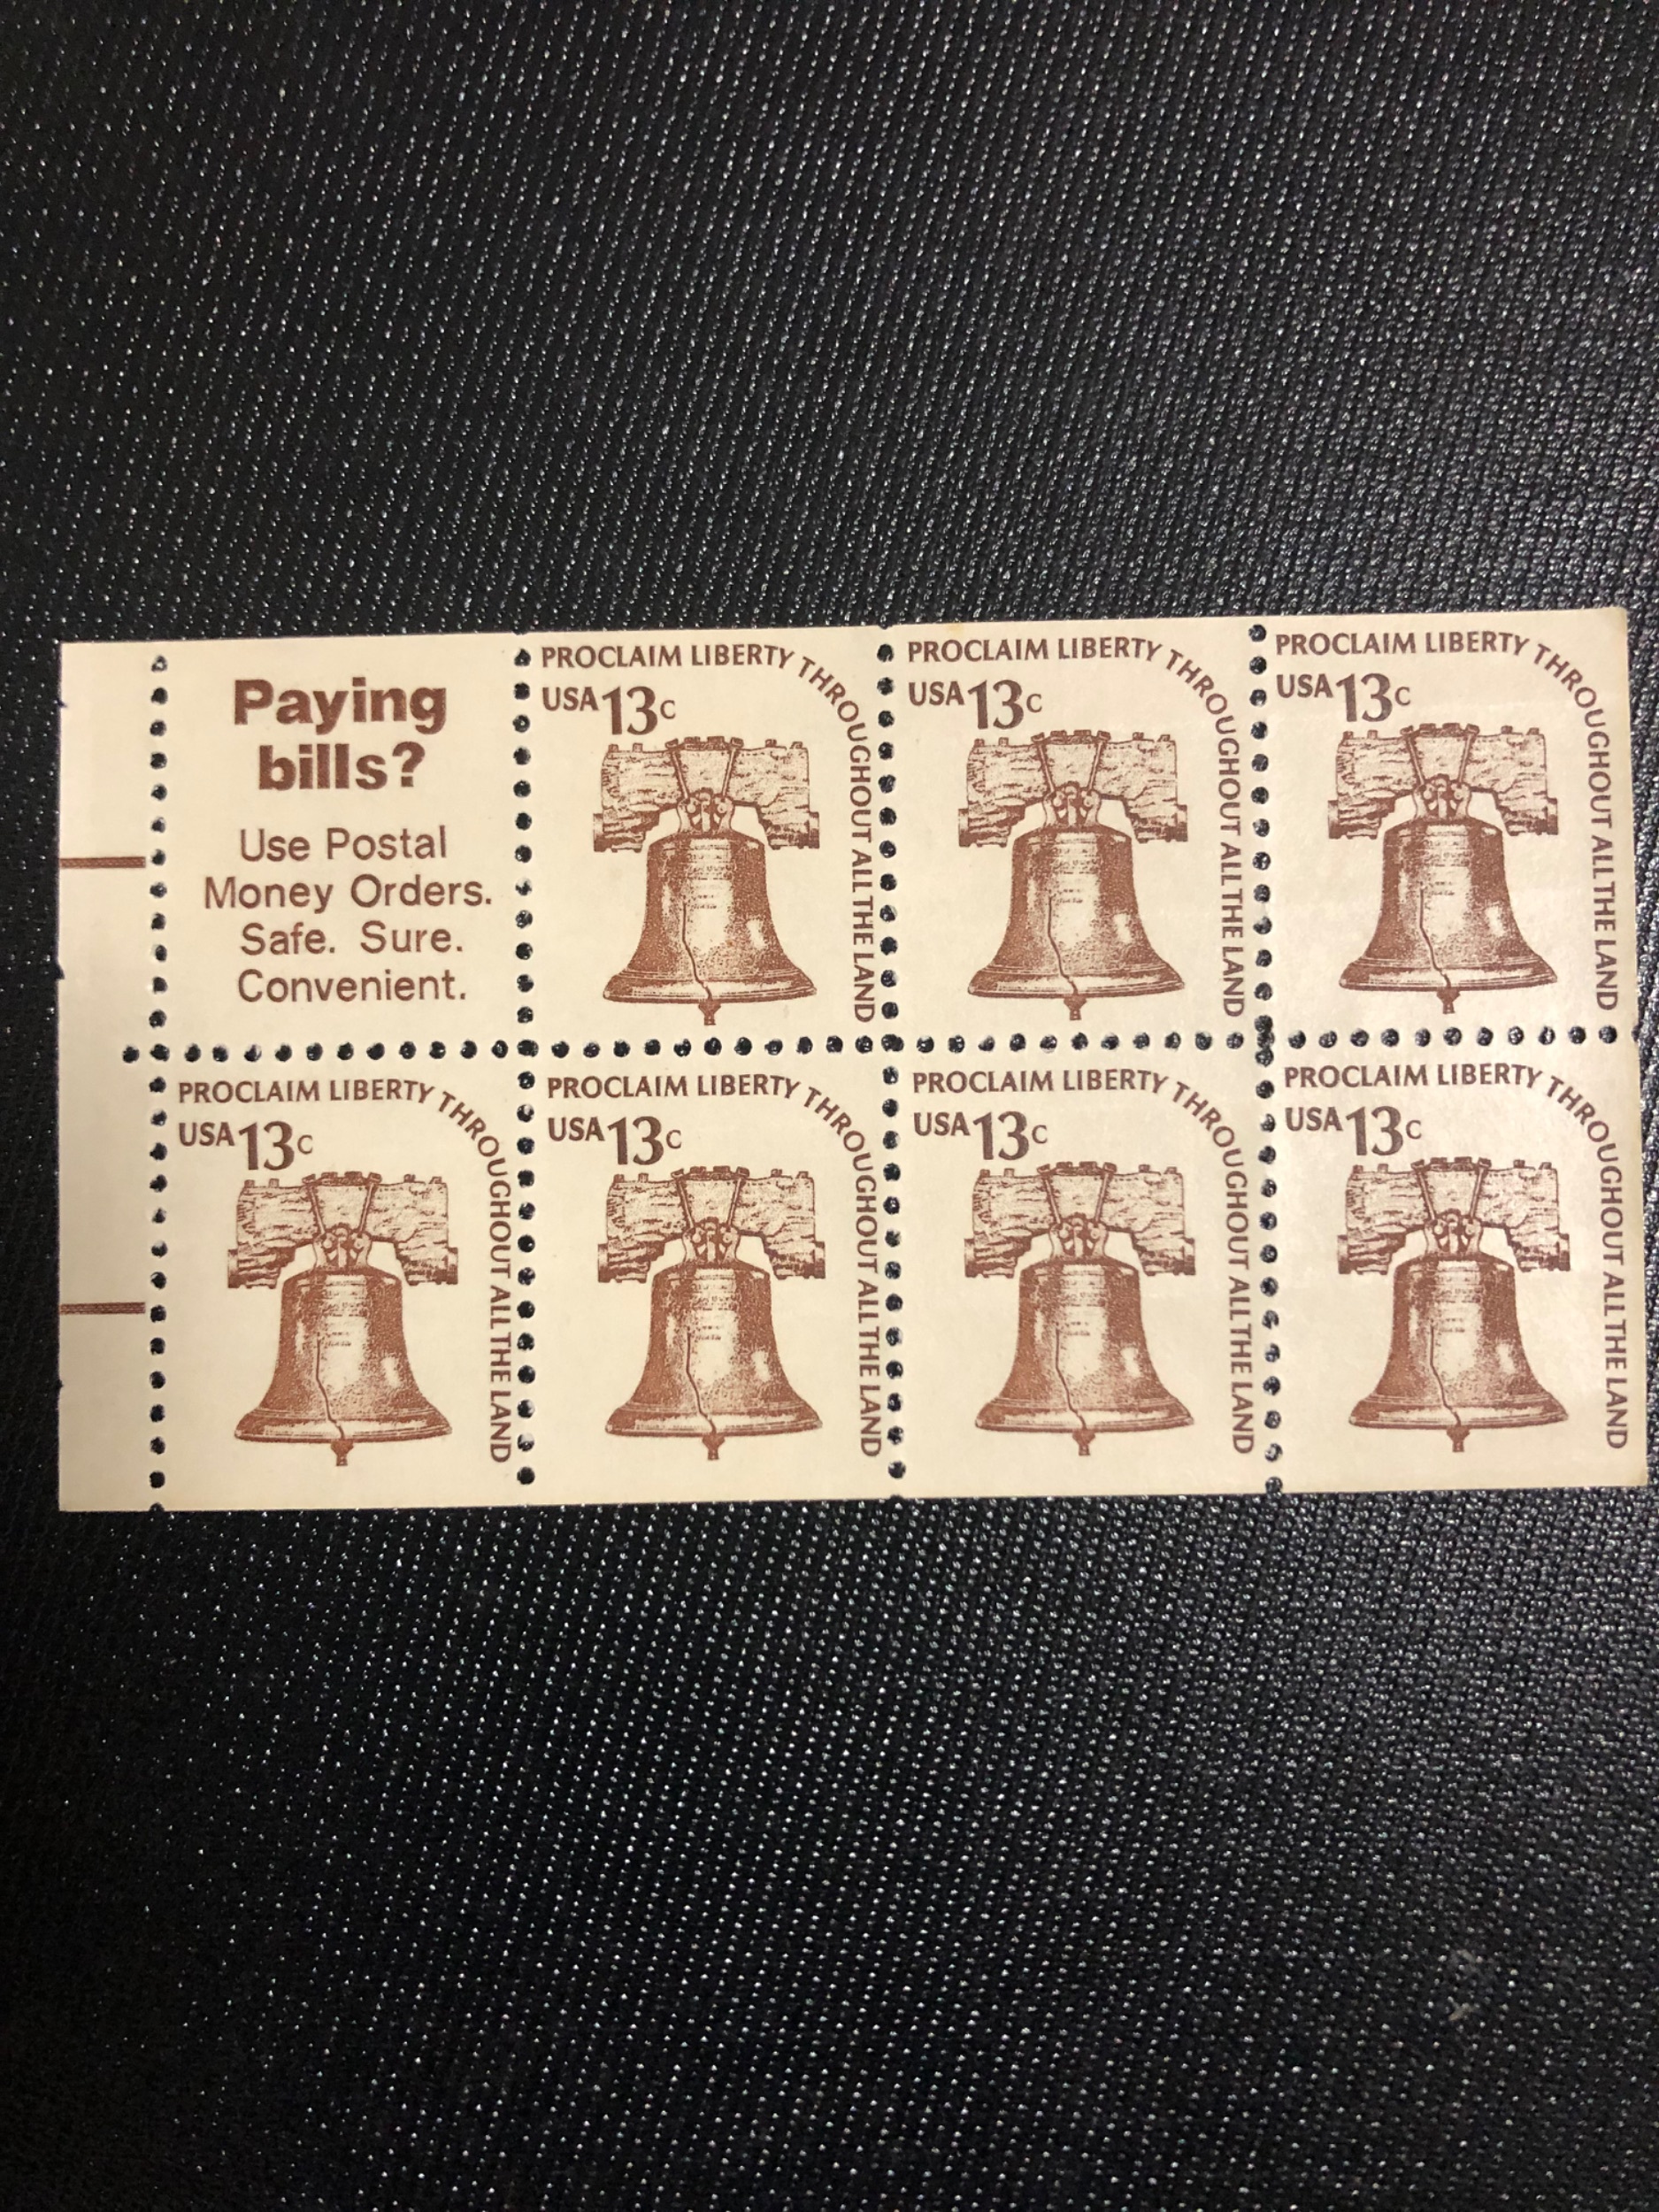 Paying
bills?
Use Postal
Money Orders.
Safe. Sure.
Convenient.
PROCLAIM LIBERTY THROUGHOUT ALL THE LAND
USA 13c
PROCLAIM LIBERTY THROUGHOUT ALL THE LAND
USA 13c
PROCLAIM LIBERTY THROUGHOUT ALL THE LAND
USA 13c
PROCLAIM LIBERTY THROUGHOUT ALL THE LAND
USA 13c
PROCLAIM LIBERTY THROUGHOUT ALL THE LAND
USA 13c
PROCLAIM LIBERTY THROUGHOUT ALL THE LAND
USA 13c
PROCLAIM LIBERTY THROUGHOUT ALL THE LAND
USA 13c